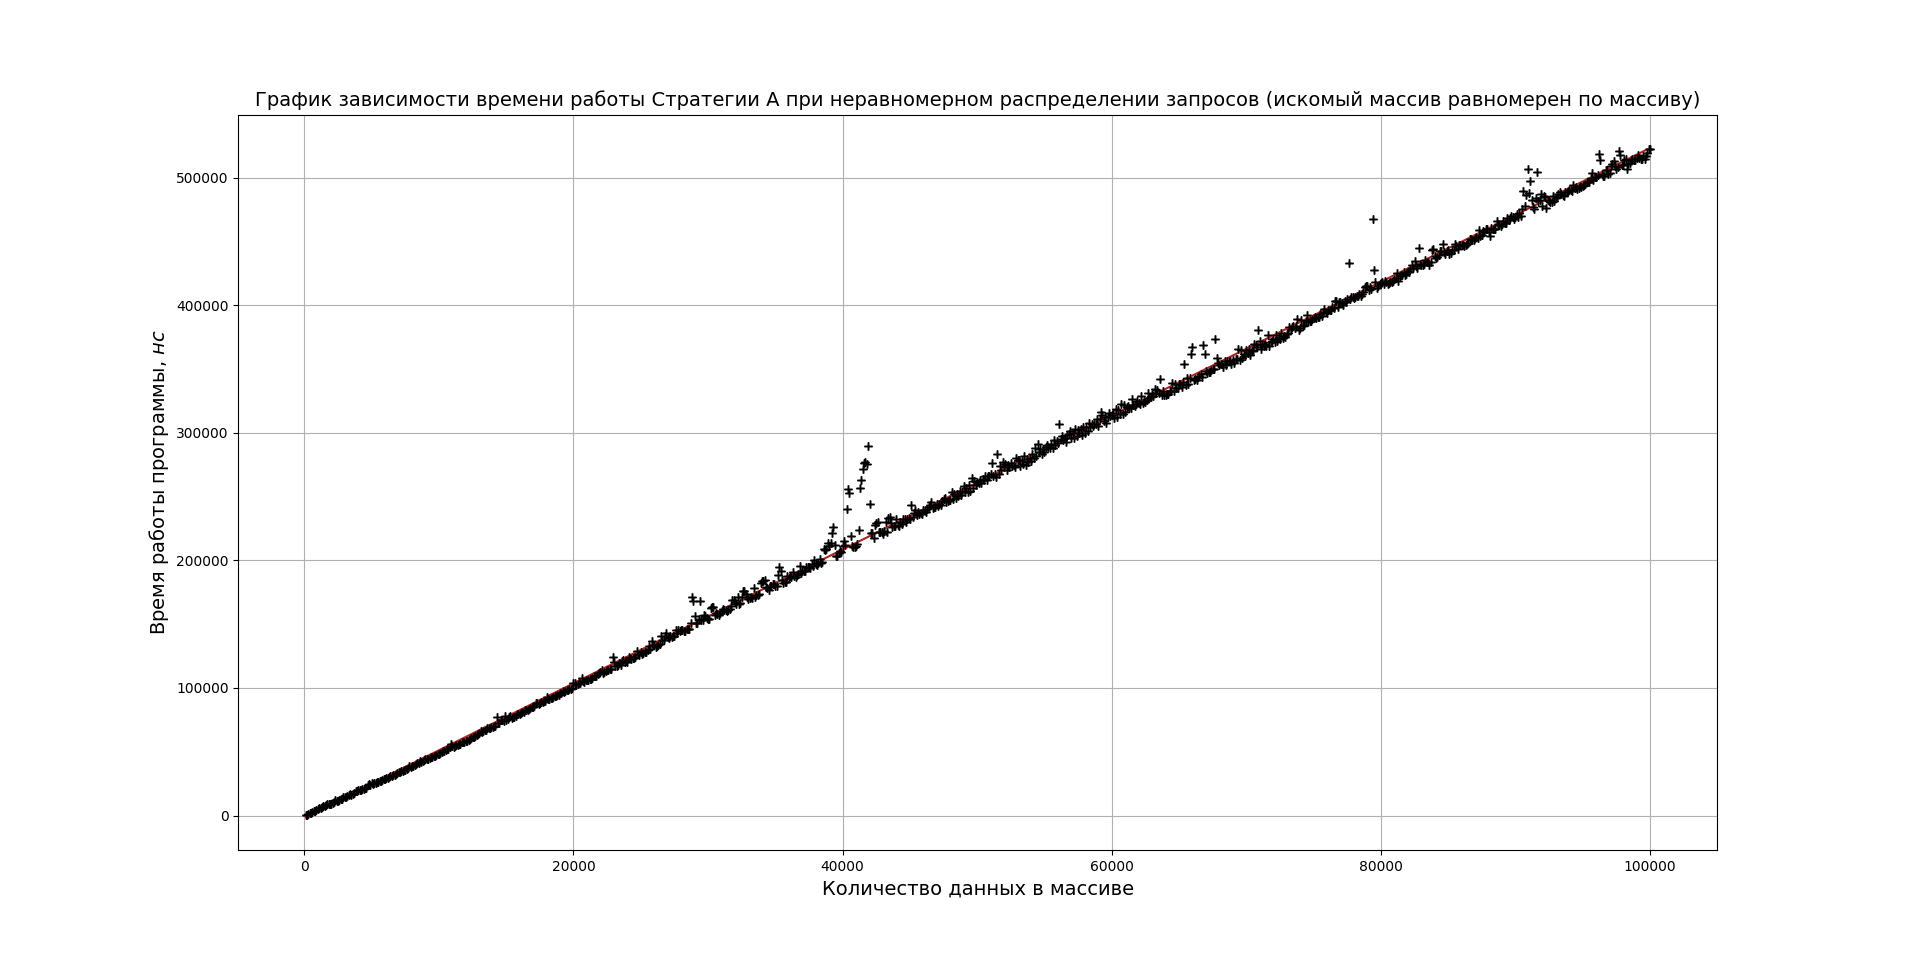 График зависимости времени работы Стратегии A при неравномерном распределении запросов (искомый массив равномерен по массиву)
Время работы программы, нс
500000
400000
300000
200000
100000
0
0 20000 40000 60000 80000 100000
Количество данных в массиве